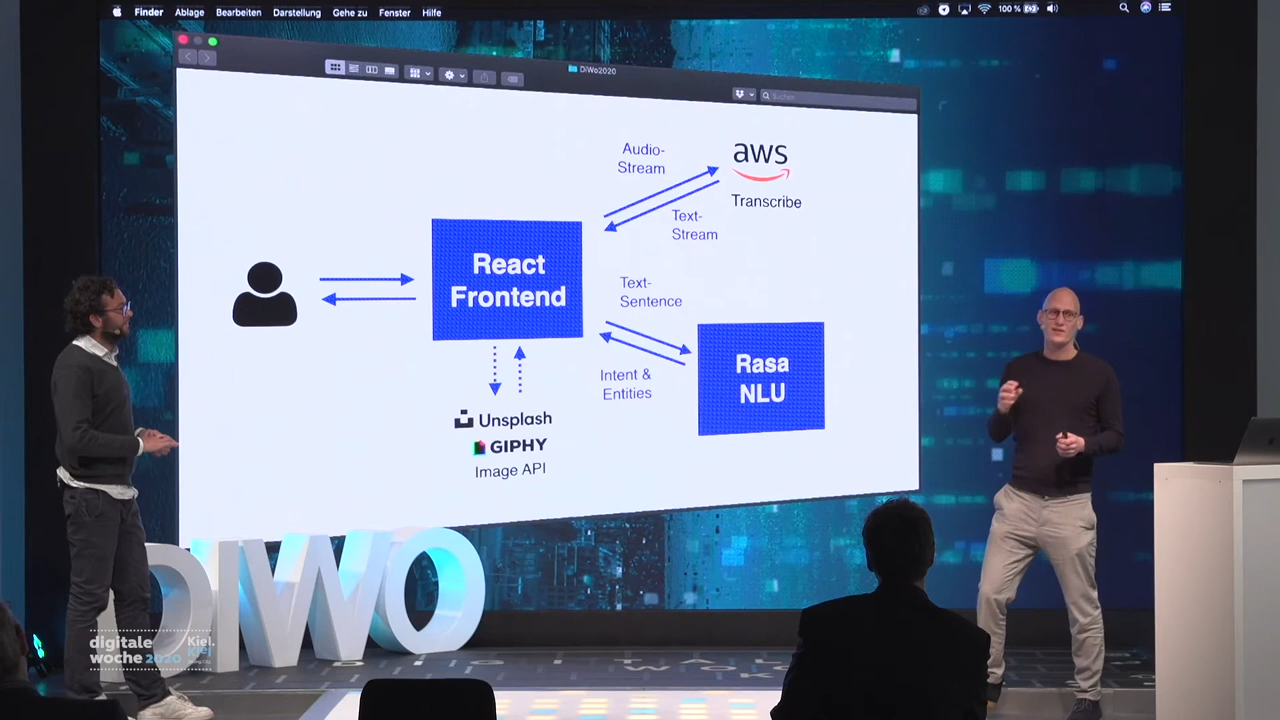 Finder Ablage Bearbeiten Darstellung Gehe zu Fenster Hilfe
100 %
DiWo2020
Suchen
Audio-
Stream
aws
Transcribe
Text-
Stream
React
Frontend
Text-
Sentence
Rasa
NLU
Intent &
Entities
Unsplash
GIPHY
Image API
DiWO
digitale
woche 2020
Kiel.
DIGITAL